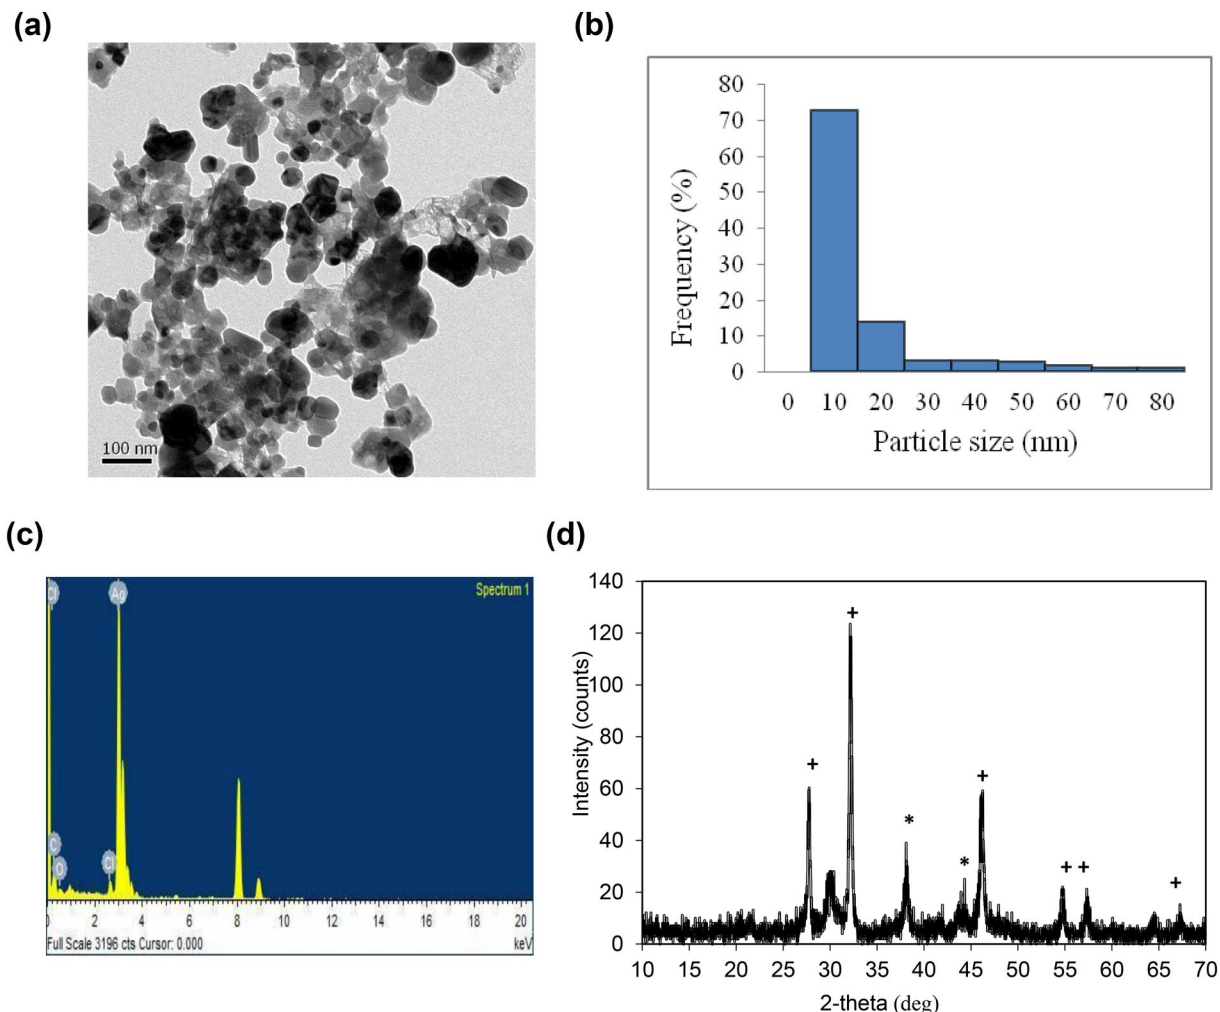 (a)
100 nm
(b)
Frequency (%)
80
70
60
50
40
30
20
10
0
0 10 20 30 40 50 60 70 80
Particle size (nm)
(c)
Spectrum 1
Cl
Ag
C
O
Cl
0 2 4 6 8 10 12 14 16 18 20
Full Scale 3196 cts Cursor: 0.000
keV
(d)
Intensity (counts)
140
120
100
80
60
40
20
0
+
+
*
*
+
+ +
+
10 15 20 25 30 35 40 45 50 55 60 65 70
2-theta (deg)